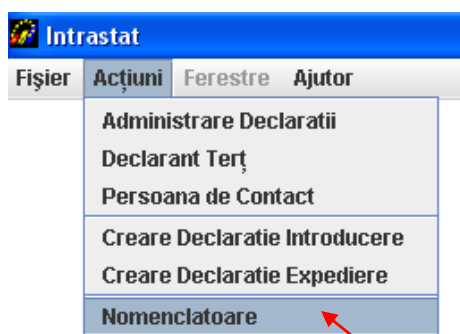 Intrastat
Fişier Acţiuni Ferestre Ajutor
Administrare Declaratii
Declarant Terţ
Persoana de Contact
Creare Declaratie Introducere
Creare Declaratie Expediere
Nomenclatoare